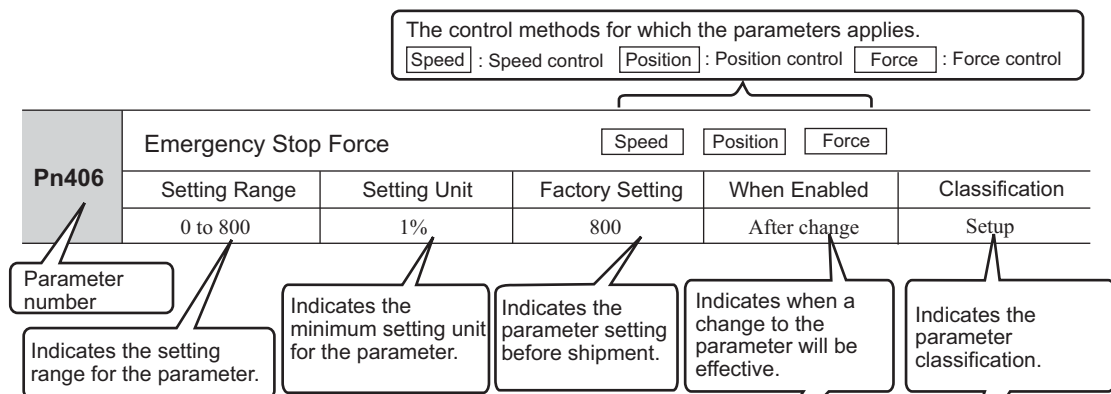 The control methods for which the parameters applies.
Speed : Speed control Position : Position control Force : Force control
Emergency Stop Force Speed Position Force
Pn406
Setting Range Setting Unit Factory Setting When Enabled Classification
0 to 800 1% 800 After change Setup
Parameter
number
Indicates the setting
range for the parameter.
Indicates the
minimum setting unit
for the parameter.
Indicates the
parameter setting
before shipment.
Indicates when a
change to the
parameter will be
effective.
Indicates the
parameter
classification.